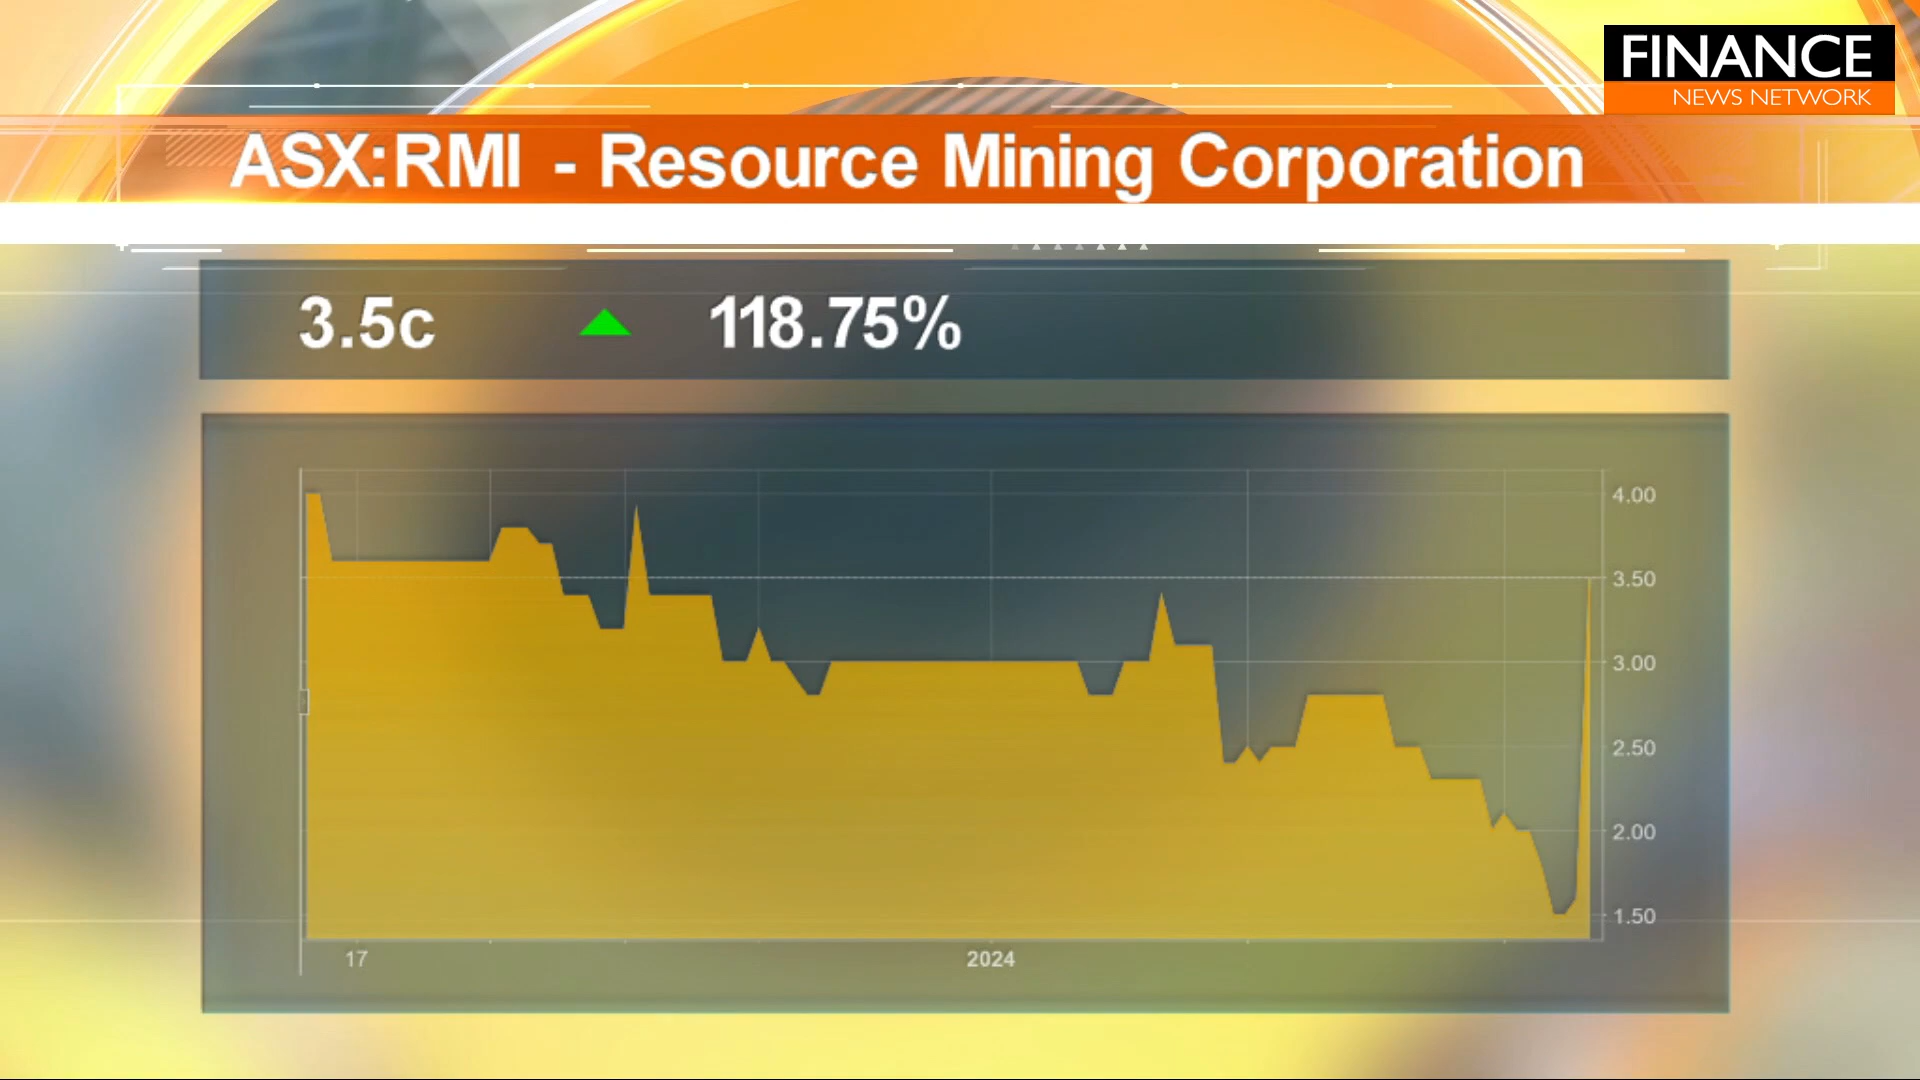 FINANCE
NEWS NETWORK
ASX:RMI - Resource Mining Corporation
3.5c 118.75%
4.00
3.50
3.00
2.50
2.00
1.50
17 2024